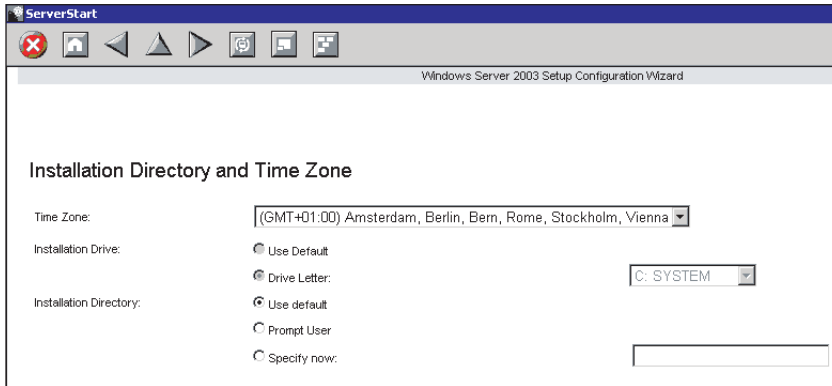 ServerStart
Windows Server 2003 Setup Configuration Wizard
Installation Directory and Time Zone
Time Zone: (GMT+01:00) Amsterdam, Berlin, Bern, Rome, Stockholm, Vienna
Installation Drive: Use Default
Drive Letter: C: SYSTEM
Installation Directory: Use default
Prompt User
Specify now: